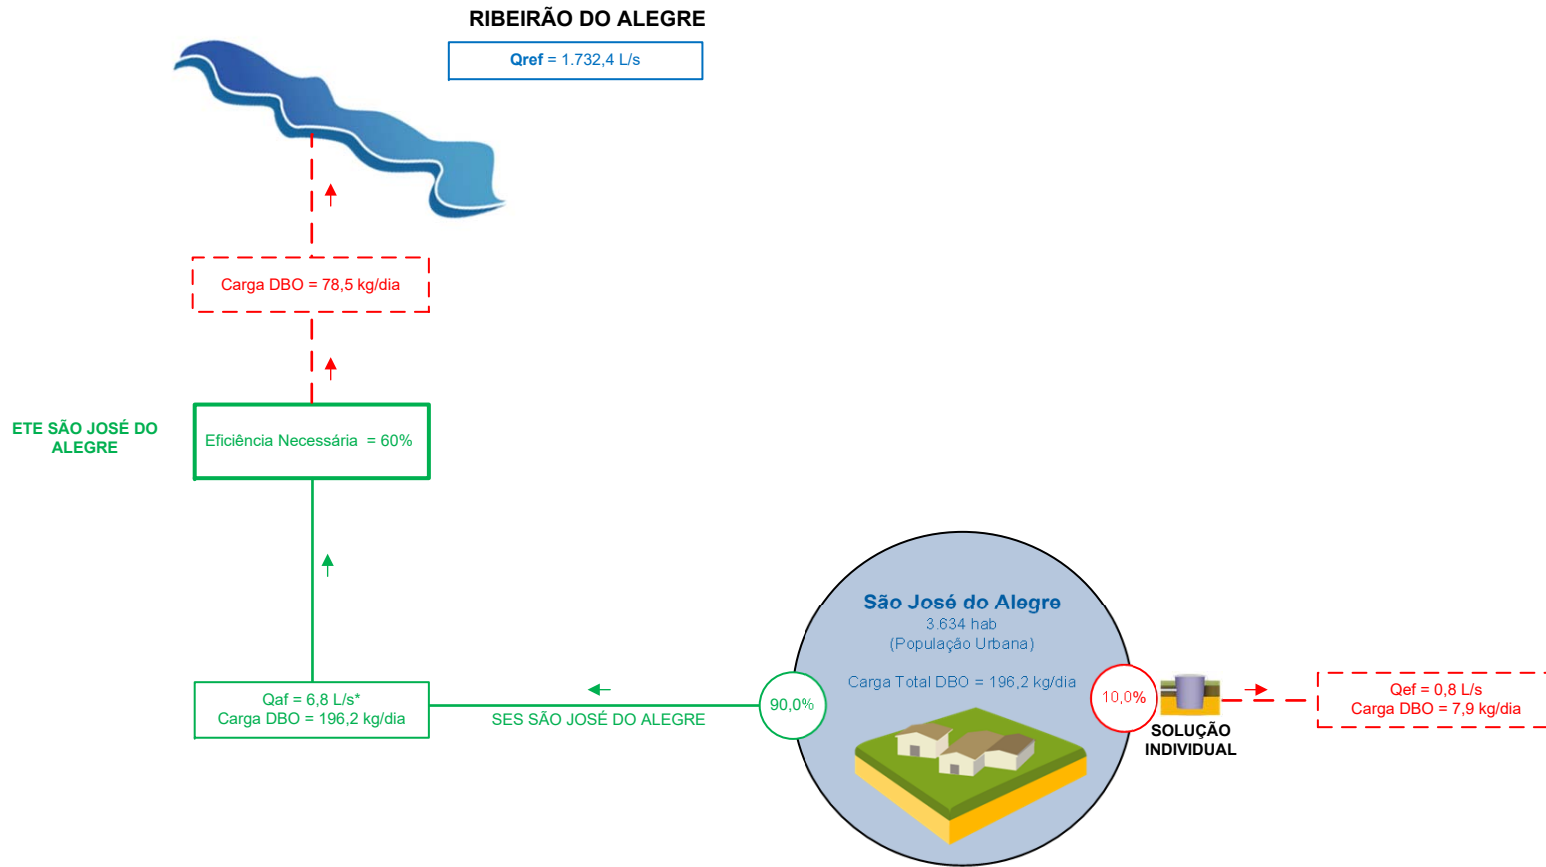 RIBEIRÃO DO ALEGRE
Qref = 1.732,4 L/s
Carga DBO = 78,5 kg/dia
ETE SÃO JOSÉ DO
ALEGRE
Eficiência Necessária = 60%
São José do Alegre
3.634 hab
(População Urbana)
Carga Total DBO = 196,2 kg/dia
Qaf = 6,8 L/s*
Carga DBO = 196,2 kg/dia
SES SÃO JOSÉ DO ALEGRE
90,0%
10,0%
SOLUÇÃO
INDIVIDUAL
Qef = 0,8 L/s
Carga DBO = 7,9 kg/dia